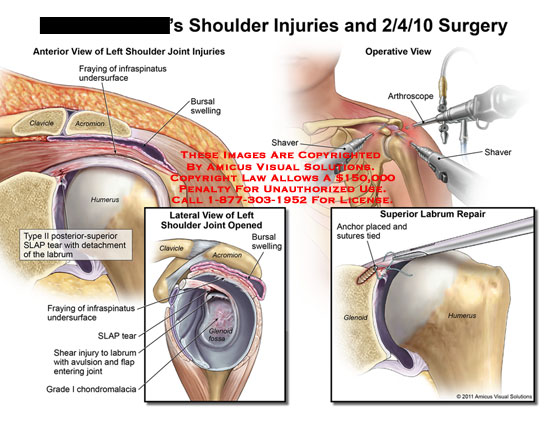 's Shoulder Injuries and 2/4/10 Surgery
Anterior View of Left Shoulder Joint Injuries
Fraying of infraspinatus
undersurface
Bursal
swelling
Clavicle
Acromion
Humerus
Type II posterior-superior
SLAP tear with detachment
of the labrum
Operative View
Arthroscope
Shaver
Shaver
These Images Are Copyrighted
By Amicus Visual Solutions.
Copyright Law Allows A $150,000
Penalty For Unauthorized Use.
Call 1-877-303-1952 For License.
Lateral View of Left
Shoulder Joint Opened
Clavicle
Acromion
Bursal
swelling
Fraying of infraspinatus
undersurface
SLAP tear
Shear injury to labrum
with avulsion and flap
entering joint
Grade I chondromalacia
Glenoid
fossa
Superior Labrum Repair
Anchor placed and
sutures tied
Glenoid
Humerus
© 2011 Amicus Visual Solutions